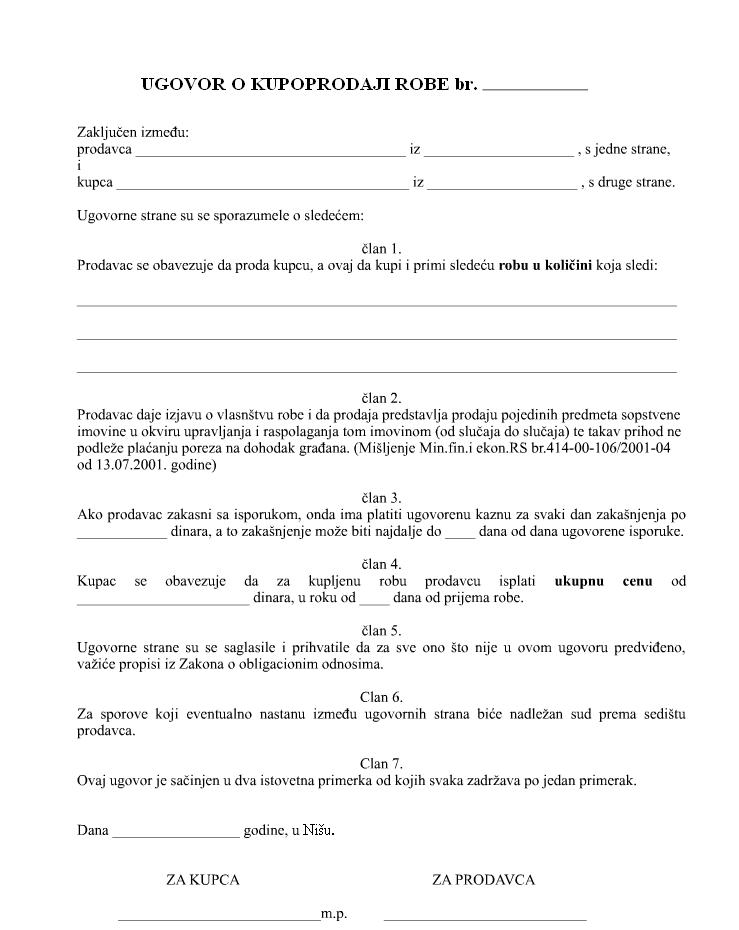 UGOVOR O KUPOPRODAJI ROBE br. ____________
Zaključen između:
prodavca ____________________________________ iz ____________________ , s jedne strane,
i
kupca _______________________________________ iz ____________________ , s druge strane.
Ugovorne strane su se sporazumele o sledećem:
član 1.
Prodavac se obavezuje da proda kupcu, a ovaj da kupi i primi sledeću robu u količini koja sledi:
________________________________________________________________________________
________________________________________________________________________________
________________________________________________________________________________
član 2.
Prodavac daje izjavu o vlasnštvu robe i da prodaja predstavlja prodaju pojedinih predmeta sopstvene
imovine u okviru upravljanja i raspolaganja tom imovinom (od slučaja do slučaja) te takav prihod ne
podleže plaćanju poreza na dohodak građana. (Mišljenje Min.fin.i ekon.RS br.414-00-106/2001-04
od 13.07.2001. godine)
član 3.
Ako prodavac zakasni sa isporukom, onda ima platiti ugovorenu kaznu za svaki dan zakašnjenja po
____________ dinara, a to zakašnjenje može biti najdalje do ____ dana od dana ugovorene isporuke.
član 4.
Kupac se obavezuje da za kupljenu robu prodavcu isplati ukupnu cenu od
_______________________ dinara, u roku od ____ dana od prijema robe.
član 5.
Ugovorne strane su se saglasile i prihvatile da za sve ono što nije u ovom ugovoru predviđeno,
važiće propisi iz Zakona o obligacionim odnosima.
Clan 6.
Za sporove koji eventualno nastanu između ugovornih strana biće nadležan sud prema sedištu
prodavca.
Clan 7.
Ovaj ugovor je sačinjen u dva istovetna primerka od kojih svaka zadržava po jedan primerak.
Dana _________________ godine, u Nišu.
ZA KUPCA ZA PRODAVCA
___________________________m.p. ___________________________